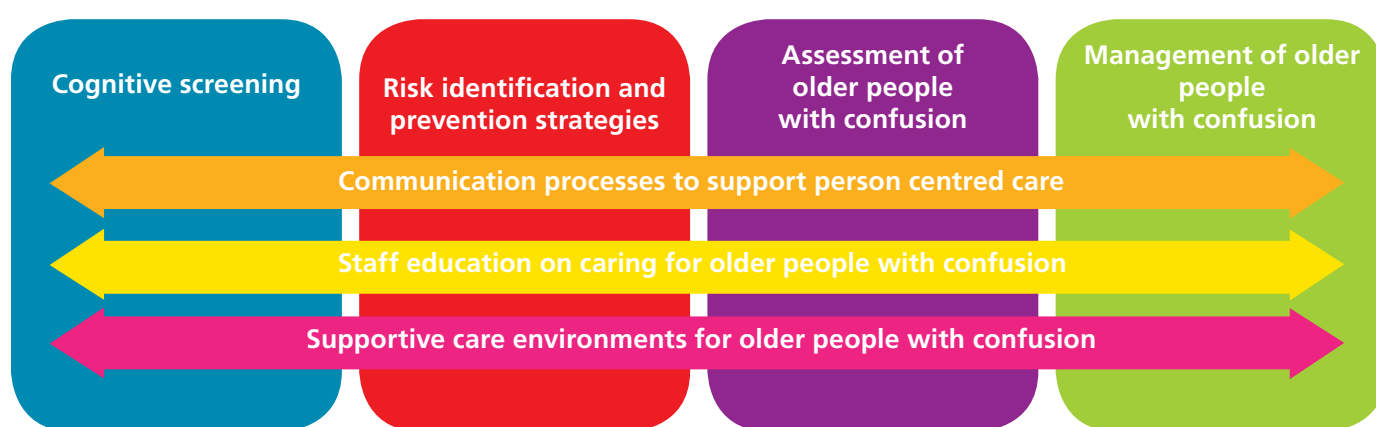 Cognitive screening
Risk identification and
prevention strategies
Assessment of
older people
with confusion
Management of older
people
with confusion
Communication processes to support person centred care
Staff education on caring for older people with confusion
Supportive care environments for older people with confusion